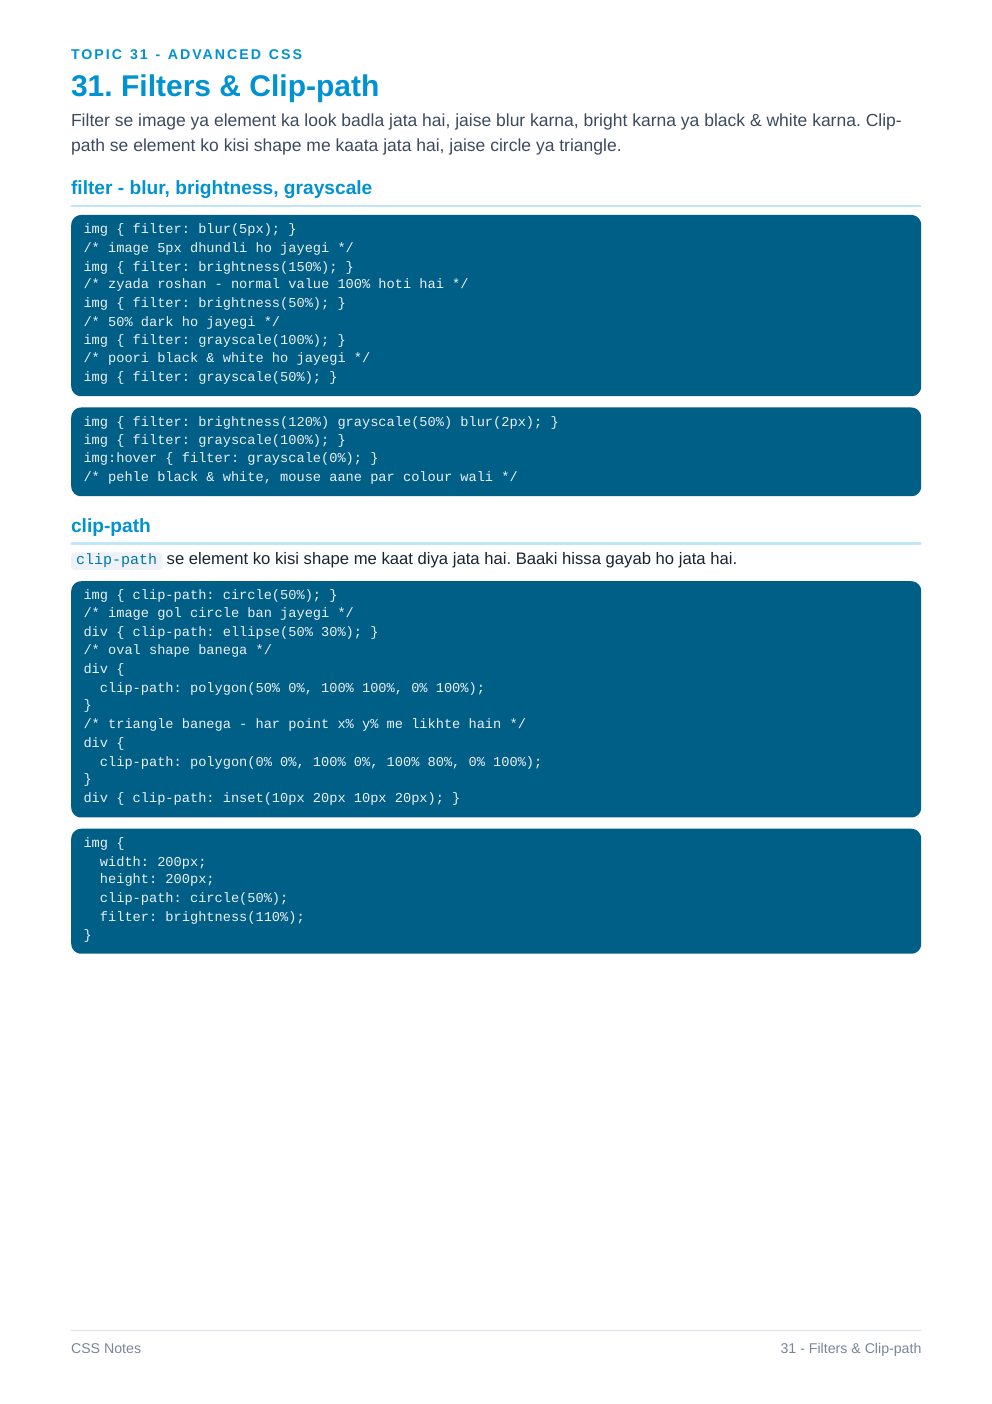 TOPIC 31 - ADVANCED CSS
31. Filters & Clip-path
Filter se image ya element ka look badla jata hai, jaise blur karna, bright karna ya black & white karna. Clip-
path se element ko kisi shape me kaata jata hai, jaise circle ya triangle.
filter - blur, brightness, grayscale
img { filter: blur(5px); }
/* image 5px dhundli ho jayegi */
img { filter: brightness(150%); }
/* zyada roshan - normal value 100% hoti hai */
img { filter: brightness(50%); }
/* 50% dark ho jayegi */
img { filter: grayscale(100%); }
/* poori black & white ho jayegi */
img { filter: grayscale(50%); }
img { filter: brightness(120%) grayscale(50%) blur(2px); }
img { filter: grayscale(100%); }
img:hover { filter: grayscale(0%); }
/* pehle black & white, mouse aane par colour wali */
clip-path
clip-path se element ko kisi shape me kaat diya jata hai. Baaki hissa gayab ho jata hai.
img { clip-path: circle(50%); }
/* image gol circle ban jayegi */
div { clip-path: ellipse(50% 30%); }
/* oval shape banega */
div {
  clip-path: polygon(50% 0%, 100% 100%, 0% 100%);
}
/* triangle banega - har point x% y% me likhte hain */
div {
  clip-path: polygon(0% 0%, 100% 0%, 100% 80%, 0% 100%);
}
div { clip-path: inset(10px 20px 10px 20px); }
img {
  width: 200px;
  height: 200px;
  clip-path: circle(50%);
  filter: brightness(110%);
}
CSS Notes
31 - Filters & Clip-path